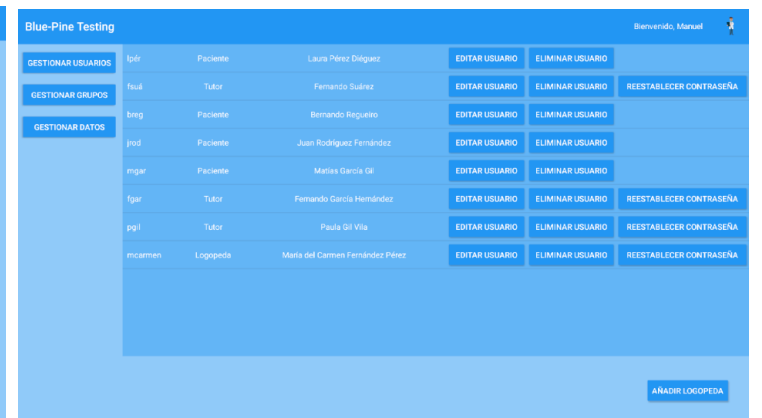 Blue-Pine Testing
Bienvenido, Manuel
GESTIONAR USUARIOS
GESTIONAR GRUPOS
GESTIONAR DATOS
lpér Paciente Laura Pérez Diéguez EDITAR USUARIO ELIMINAR USUARIO
fsuá Tutor Fernando Suárez EDITAR USUARIO ELIMINAR USUARIO REESTABLECER CONTRASEÑA
breg Paciente Bernando Regueiro EDITAR USUARIO ELIMINAR USUARIO
jrod Paciente Juan Rodríguez Fernández EDITAR USUARIO ELIMINAR USUARIO
mgar Paciente Matías García Gil EDITAR USUARIO ELIMINAR USUARIO
fgar Tutor Fernando García Hernández EDITAR USUARIO ELIMINAR USUARIO REESTABLECER CONTRASEÑA
pgil Tutor Paula Gil Vila EDITAR USUARIO ELIMINAR USUARIO REESTABLECER CONTRASEÑA
mcarmen Logopeda María del Carmen Fernández Pérez EDITAR USUARIO ELIMINAR USUARIO REESTABLECER CONTRASEÑA
AÑADIR LOGOPEDA